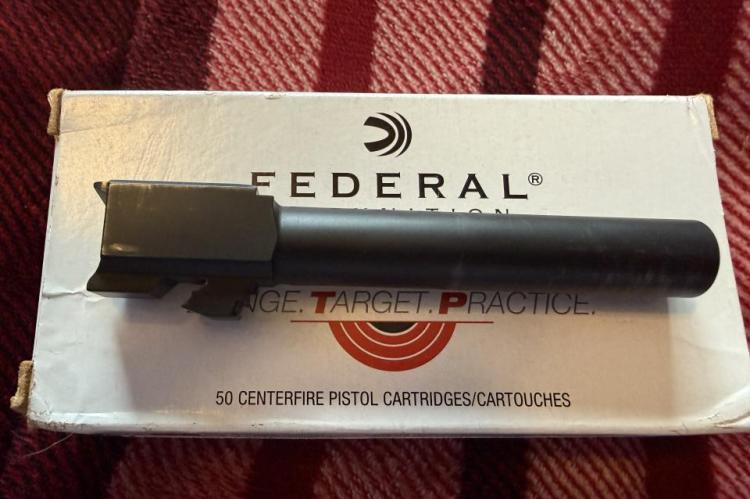 FEDERAL®
TARGET. PRACTICE.
50 CENTERFIRE PISTOL CARTRIDGES/CARTOUCHES